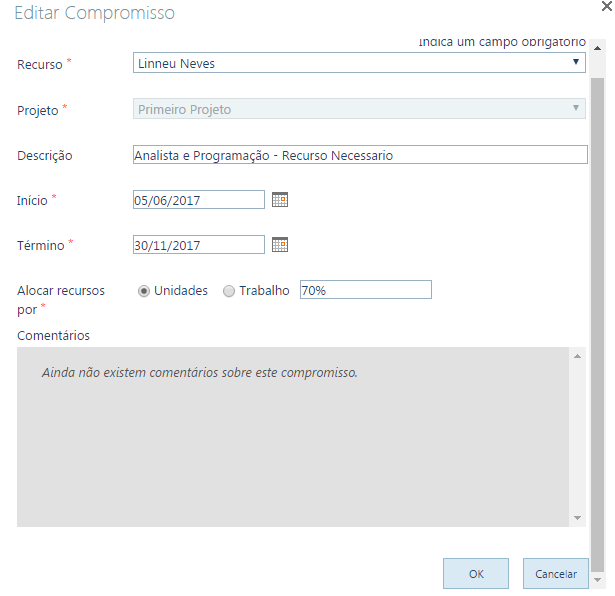 Editar Compromisso
Indica um campo obrigatório
Recurso * Linneu Neves
Projeto * Primeiro Projeto
Descrição Analista e Programação - Recurso Necessario
Início * 05/06/2017
Término * 30/11/2017
Alocar recursos por * Unidades Trabalho 70%
Comentários
Ainda não existem comentários sobre este compromisso.
OK Cancelar